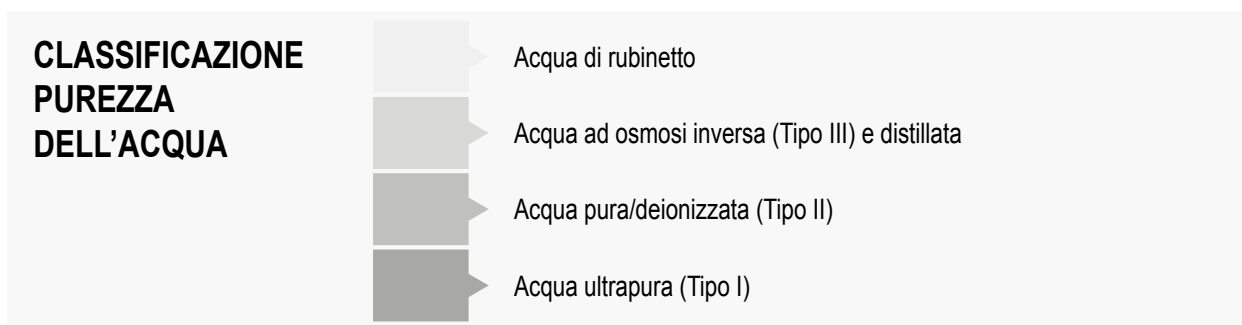 CLASSIFICAZIONE
PUREZZA
DELL’ACQUA
Acqua di rubinetto
Acqua ad osmosi inversa (Tipo III) e distillata
Acqua pura/deionizzata (Tipo II)
Acqua ultrapura (Tipo I)